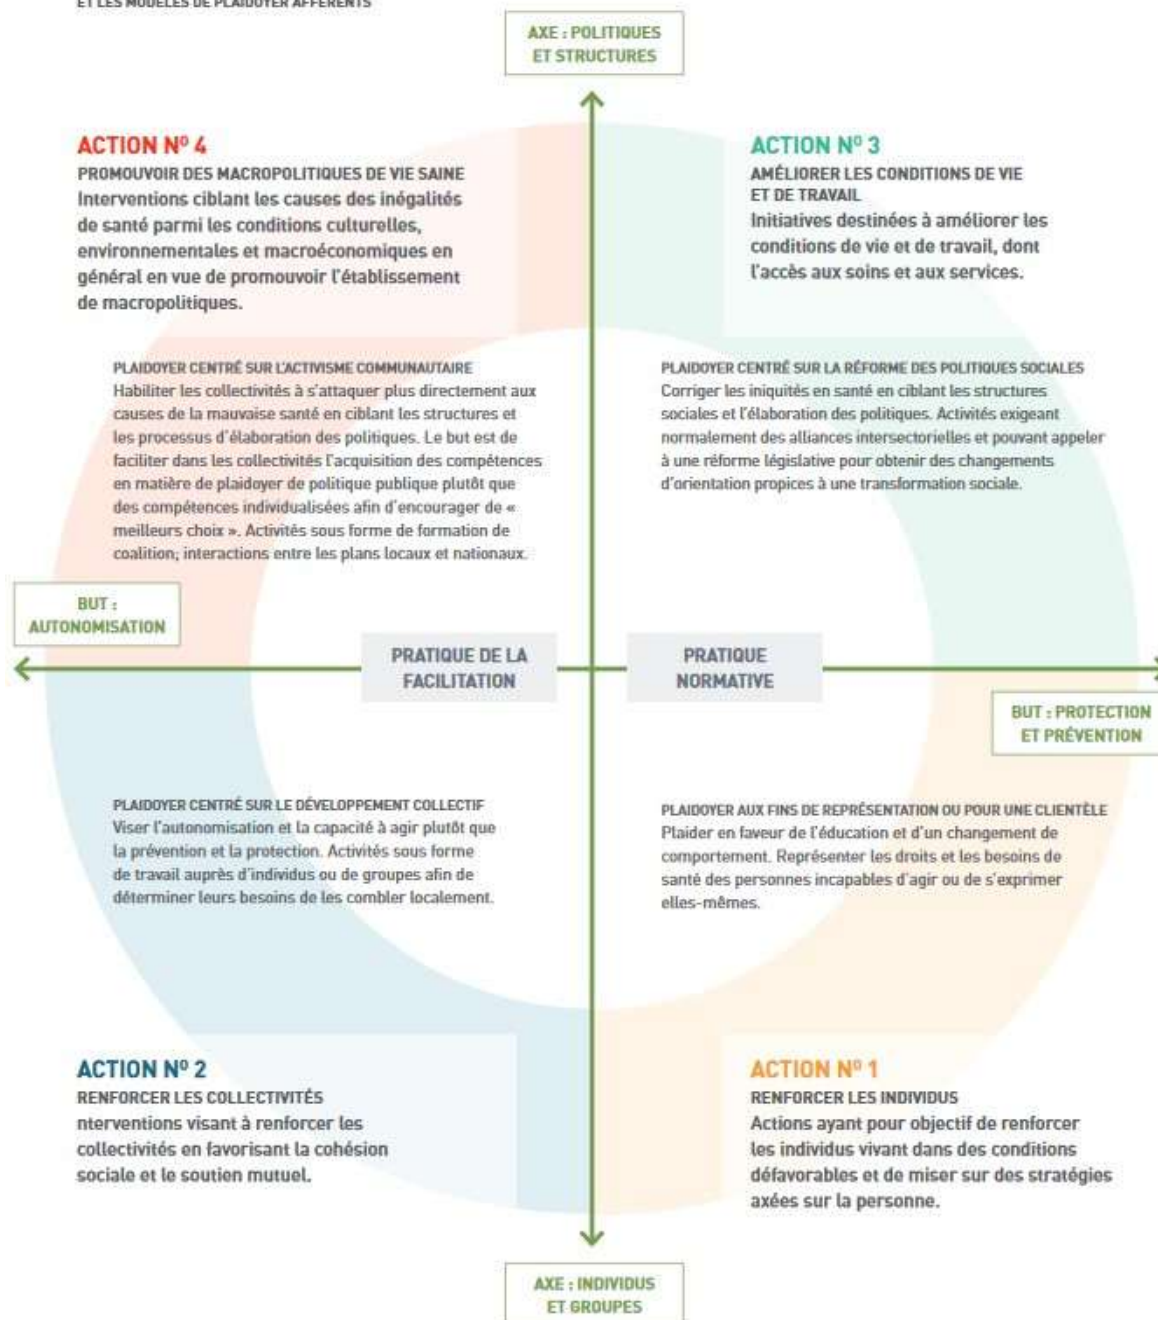 ET LES MODÈLES DE PLAIDOYER AFFÉRENTS
AXE : POLITIQUES
ET STRUCTURES
ACTION Nº 4
PROMOUVOIR DES MACROPOLITIQUES DE VIE SAINE
Interventions ciblant les causes des inégalités
de santé parmi les conditions culturelles,
environnementales et macroéconomiques en
général en vue de promouvoir l'établissement
de macropolitiques.
ACTION Nº 3
AMÉLIORER LES CONDITIONS DE VIE
ET DE TRAVAIL
Initiatives destinées à améliorer les
conditions de vie et de travail, dont
l'accès aux soins et aux services.
PLAIDOYER CENTRÉ SUR L'ACTIVISME COMMUNAUTAIRE
Habiliter les collectivités à s'attaquer plus directement aux
causes de la mauvaise santé en ciblant les structures et
les processus d'élaboration des politiques. Le but est de
faciliter dans les collectivités l'acquisition des compétences
en matière de plaidoyer de politique publique plutôt que
des compétences individualisées afin d'encourager de «
meilleurs choix ». Activités sous forme de formation de
coalition; interactions entre les plans locaux et nationaux.
PLAIDOYER CENTRÉ SUR LA RÉFORME DES POLITIQUES SOCIALES
Corriger les iniquités en santé en ciblant les structures
sociales et l'élaboration des politiques. Activités exigeant
normalement des alliances intersectorielles et pouvant appeler
à une réforme législative pour obtenir des changements
d'orientation propices à une transformation sociale.
BUT :
AUTONOMISATION
PRATIQUE DE LA
FACILITATION
PRATIQUE
NORMATIVE
BUT : PROTECTION
ET PRÉVENTION
PLAIDOYER CENTRÉ SUR LE DÉVELOPPEMENT COLLECTIF
Viser l'autonomisation et la capacité à agir plutôt que
la prévention et la protection. Activités sous forme
de travail auprès d'individus ou de groupes afin de
déterminer leurs besoins de les combler localement.
PLAIDOYER AUX FINS DE REPRÉSENTATION OU POUR UNE CLIENTÈLE
Plaider en faveur de l'éducation et d'un changement de
comportement. Représenter les droits et les besoins de
santé des personnes incapables d'agir ou de s'exprimer
elles-mêmes.
ACTION Nº 2
RENFORCER LES COLLECTIVITÉS
nterventions visant à renforcer les
collectivités en favorisant la cohésion
sociale et le soutien mutuel.
ACTION Nº 1
RENFORCER LES INDIVIDUS
Actions ayant pour objectif de renforcer
les individus vivant dans des conditions
défavorables et de miser sur des stratégies
axées sur la personne.
AXE : INDIVIDUS
ET GROUPES